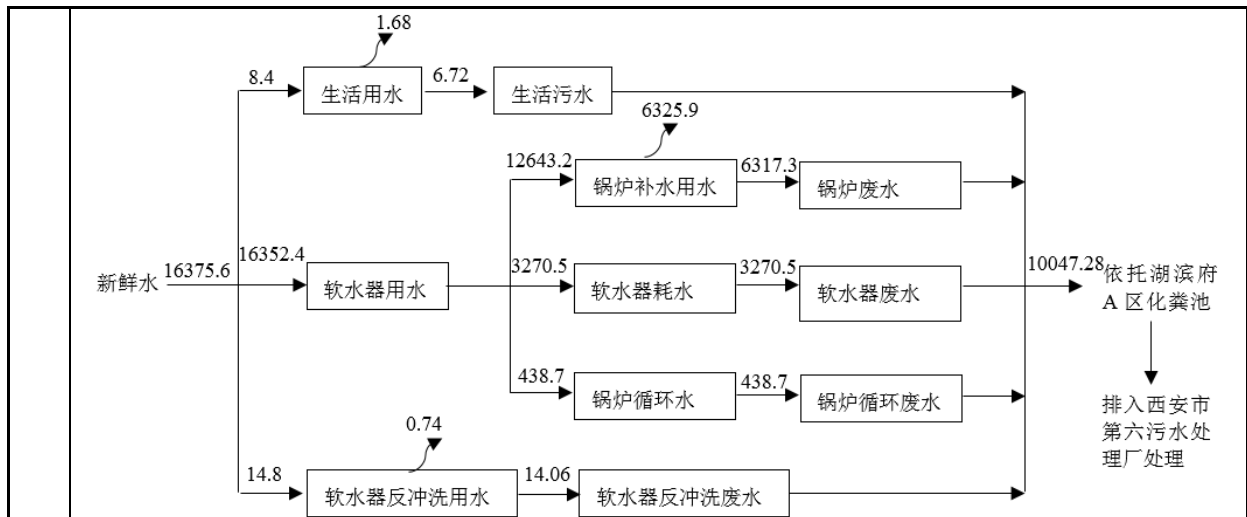 1.68
8.4
生活用水
6.72
生活污水
6325.9
12643.2
锅炉补水用水
6317.3
锅炉废水
新鲜水
16375.6
16352.4
软水器用水
3270.5
软水器耗水
3270.5
软水器废水
10047.28
依托湖滨府
A 区化粪池
438.7
锅炉循环水
438.7
锅炉循环废水
排入西安市
第六污水处
理厂处理
0.74
14.8
软水器反冲洗用水
14.06
软水器反冲洗废水